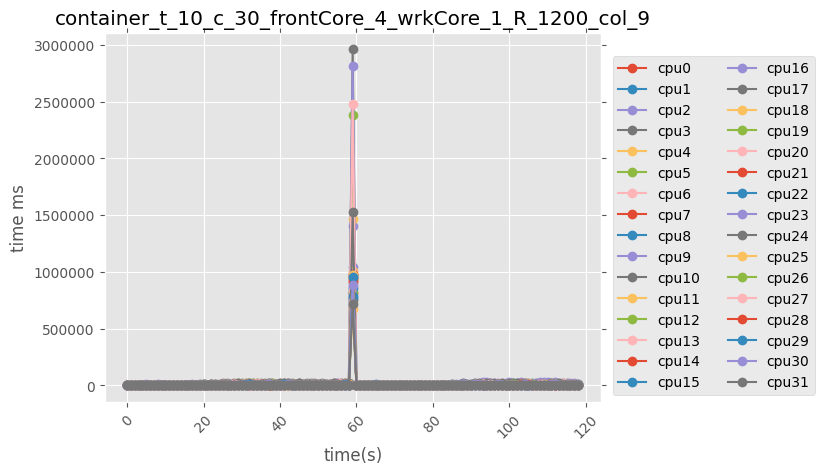 container_t_10_c_30_frontCore_4_wrkCore_1_R_1200_col_9
3000000
2500000
2000000
1500000
1000000
500000
0
time ms
0 20 40 60 80 100 120
time(s)
cpu0 cpu16
cpu1 cpu17
cpu2 cpu18
cpu3 cpu19
cpu4 cpu20
cpu5 cpu21
cpu6 cpu22
cpu7 cpu23
cpu8 cpu24
cpu9 cpu25
cpu10 cpu26
cpu11 cpu27
cpu12 cpu28
cpu13 cpu29
cpu14 cpu30
cpu15 cpu31